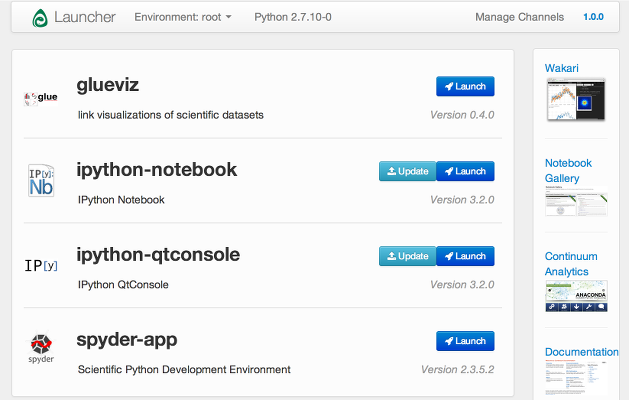 Launcher Environment: root Python 2.7.10-0 Manage Channels 1.0.0
glueviz Launch
glue
link visualizations of scientific datasets Version 0.4.0
ipython-notebook Update Launch
IP[y]:
Nb
IPython Notebook Version 3.2.0
ipython-qtconsole Update Launch
IP[y]
IPython QtConsole Version 3.2.0
spyder-app Launch
spyder
Scientific Python Development Environment Version 2.3.5.2
Wakari
Notebook
Gallery
Continuum
Analytics
ANACONDA
Documentation